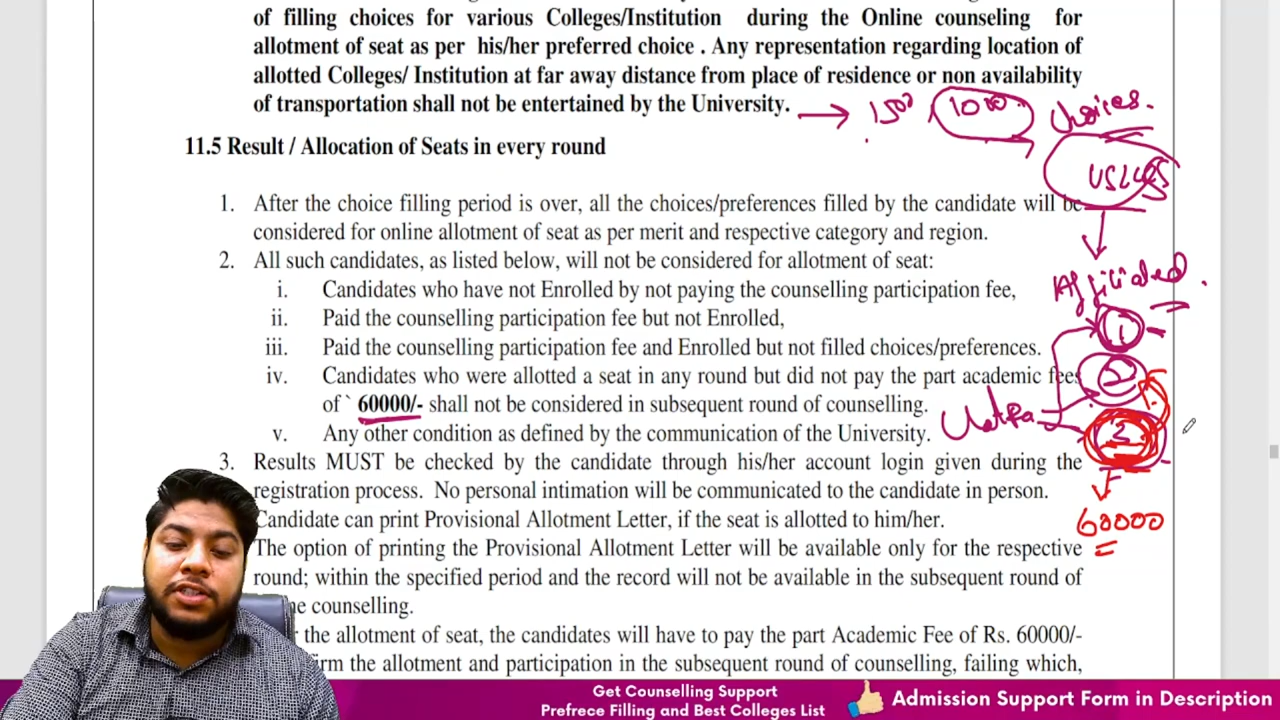 of filling choices for various Colleges/Institution during the Online counseling for
allotment of seat as per his/her preferred choice . Any representation regarding location of
allotted Colleges/ Institution at far away distance from place of residence or non availability
of transportation shall not be entertained by the University.
1500 1000 Choices.
11.5 Result / Allocation of Seats in every round
1. After the choice filling period is over, all the choices/preferences filled by the candidate will be
considered for online allotment of seat as per merit and respective category and region.
2. All such candidates, as listed below, will not be considered for allotment of seat:
Affiliated
i. Candidates who have not Enrolled by not paying the counselling participation fee,
ii. Paid the counselling participation fee but not Enrolled,
1
iii. Paid the counselling participation fee and Enrolled but not filled choices/preferences.
iv. Candidates who were allotted a seat in any round but did not pay the part academic fees
2
of ` 60000/- shall not be considered in subsequent round of counselling.
v. Any other condition as defined by the communication of the University.
3. Results MUST be checked by the candidate through his/her account login given during the
registration process. No personal intimation will be communicated to the candidate in person.
Candidate can print Provisional Allotment Letter, if the seat is allotted to him/her.
60000
The option of printing the Provisional Allotment Letter will be available only for the respective
round; within the specified period and the record will not be available in the subsequent round of
counselling.
the allotment of seat, the candidates will have to pay the part Academic Fee of Rs. 60000/-
the allotment and participation in the subsequent round of counselling, failing which,
Get Counselling Support
Prefrece Filling and Best Colleges List
Admission Support Form in Description